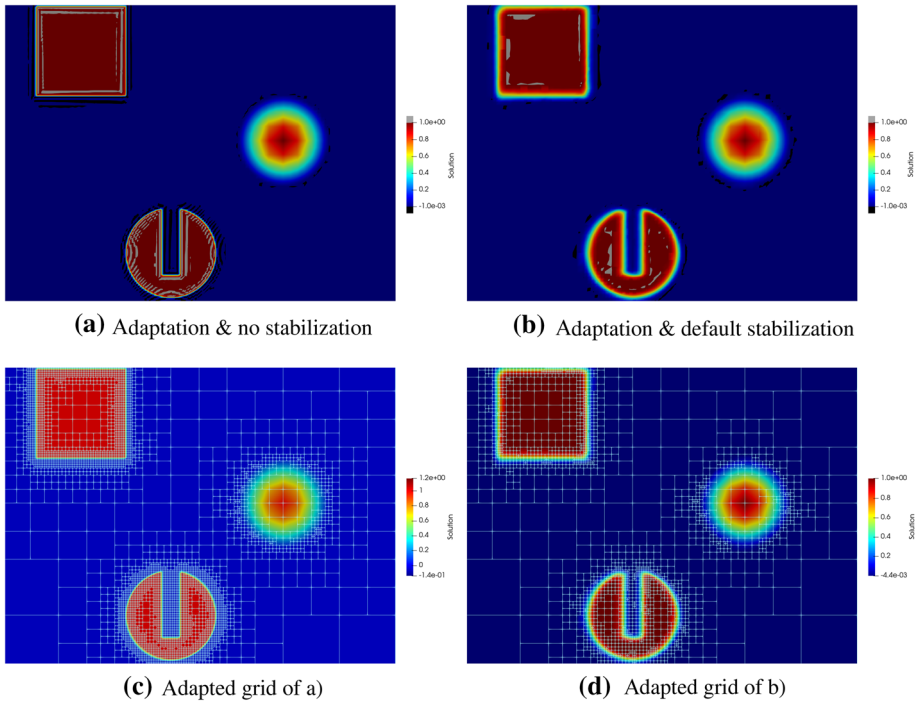 1.0e+00
0.8
0.6
0.4
0.2
-1.0e-03
Solution
1.0e+00
0.8
0.6
0.4
0.2
-1.0e-03
Solution
(a) Adaptation & no stabilization
(b) Adaptation & default stabilization
1.2e+00
1
0.8
0.6
0.4
0.2
0
-1.4e-01
Solution
1.0e+00
0.8
0.6
0.4
0.2
-4.4e-03
Solution
(c) Adapted grid of a)
(d) Adapted grid of b)